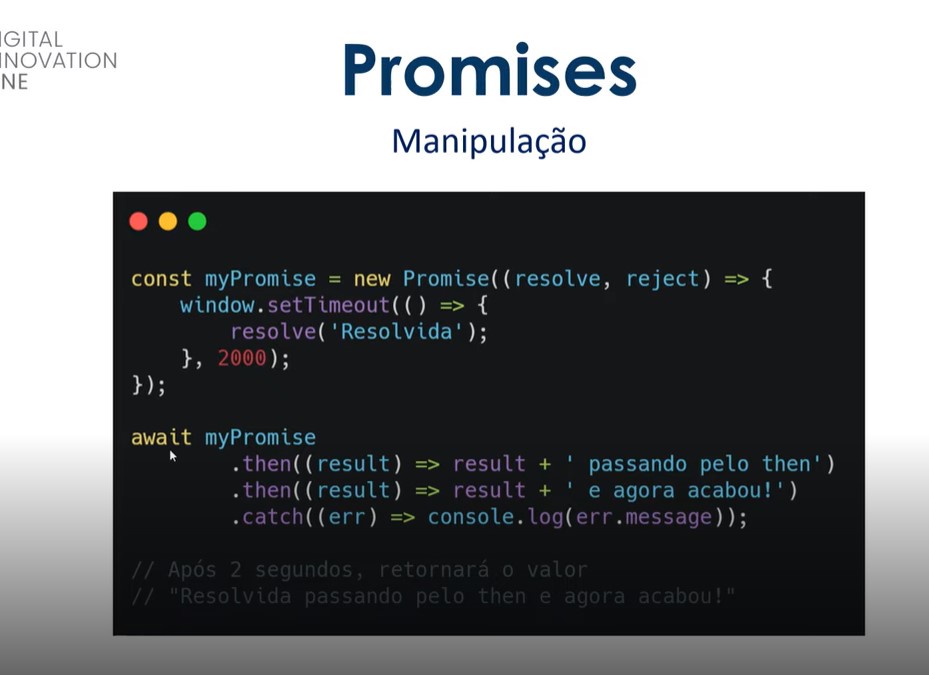 IGITAL
NNOVATION
NE
Promises
Manipulação
const myPromise = new Promise((resolve, reject) => {
    window.setTimeout(() => {
        resolve('Resolvida');
    }, 2000);
});
await myPromise
        .then((result) => result + ' passando pelo then')
        .then((result) => result + ' e agora acabou!')
        .catch((err) => console.log(err.message));
// Após 2 segundos, retornará o valor
// "Resolvida passando pelo then e agora acabou!"